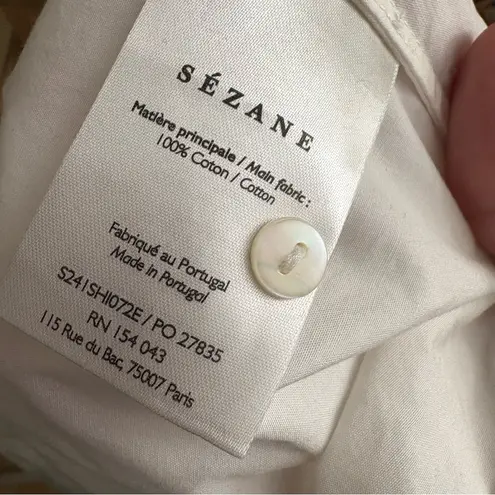 SÉZANE
Matière principale / Main fabric :
100% Coton / Cotton
Fabriqué au Portugal
Made in Portugal
S241SHI072E / PO 27835
RN 154 043
115 Rue du Bac, 75007 Paris